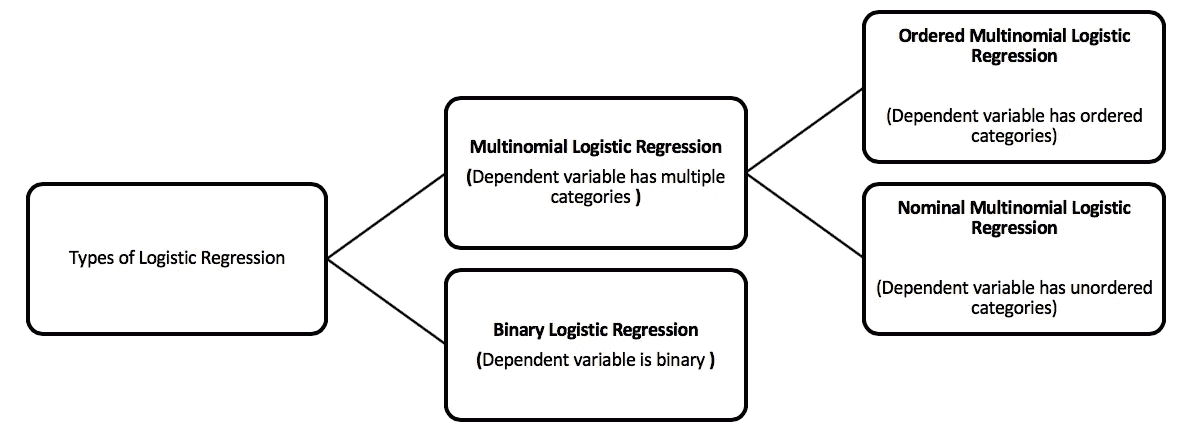 Types of Logistic Regression
Multinomial Logistic Regression
(Dependent variable has multiple
categories )
Binary Logistic Regression
(Dependent variable is binary )
Ordered Multinomial Logistic
Regression
(Dependent variable has ordered
categories)
Nominal Multinomial Logistic
Regression
(Dependent variable has unordered
categories)